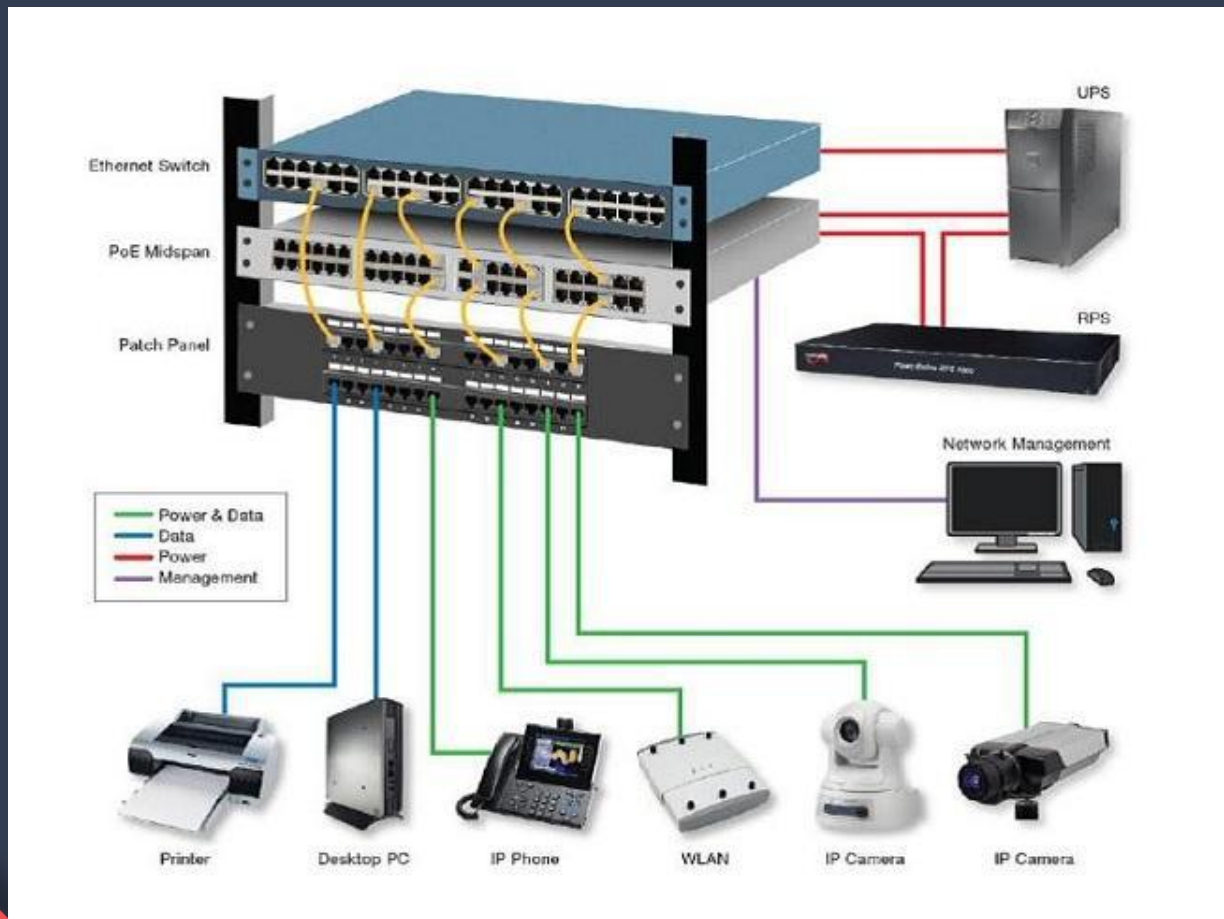 UPS
Ethernet Switch
PoE Midspan
Patch Panel
RPS
Network Management
Power & Data
Data
Power
Management
Printer
Desktop PC
IP Phone
WLAN
IP Camera
IP Camera